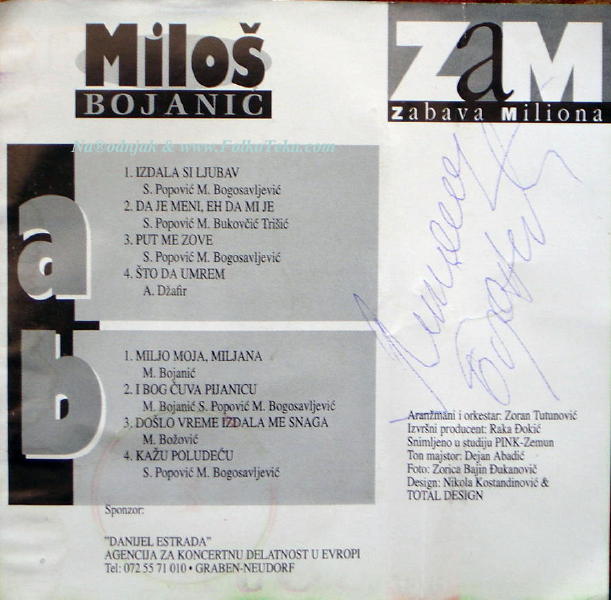 Miloš
BOJANIC
ZaM
Zabava Miliona
Na®odnjak & www.FolkoTeka.com
a
1. IZDALA SI LJUBAV
S. Popović M. Bogosavljević
2. DA JE MENI, EH DA MI JE
S. Popović M. Bukovčić Trišić
3. PUT ME ZOVE
S. Popović M. Bogosavljević
4. ŠTO DA UMREM
A. Džafir
b
1. MILJO MOJA, MILJANA
M. Bojanić
2. I BOG ČUVA PIJANICU
M. Bojanić S. Popović M. Bogosavljević
3. DOŠLO VREME IZDALA ME SNAGA
M. Božović
4. KAŽU POLUDEĆU
S. Popović M. Bogosavljević
Aranžmani i orkestar: Zoran Tutunović
Izvršni producent: Raka Đokić
Snimljeno u studiju PINK-Zemun
Ton majstor: Dejan Abadić
Foto: Zorica Bajin Đukanovič
Design: Nikola Kostandinović &
TOTAL DESIGN
Sponzor:
"DANIJEL ESTRADA"
AGENCIJA ZA KONCERTNU DELATNOST U EVROPI
Tel: 072 55 71 010 • GRABEN-NEUDORF